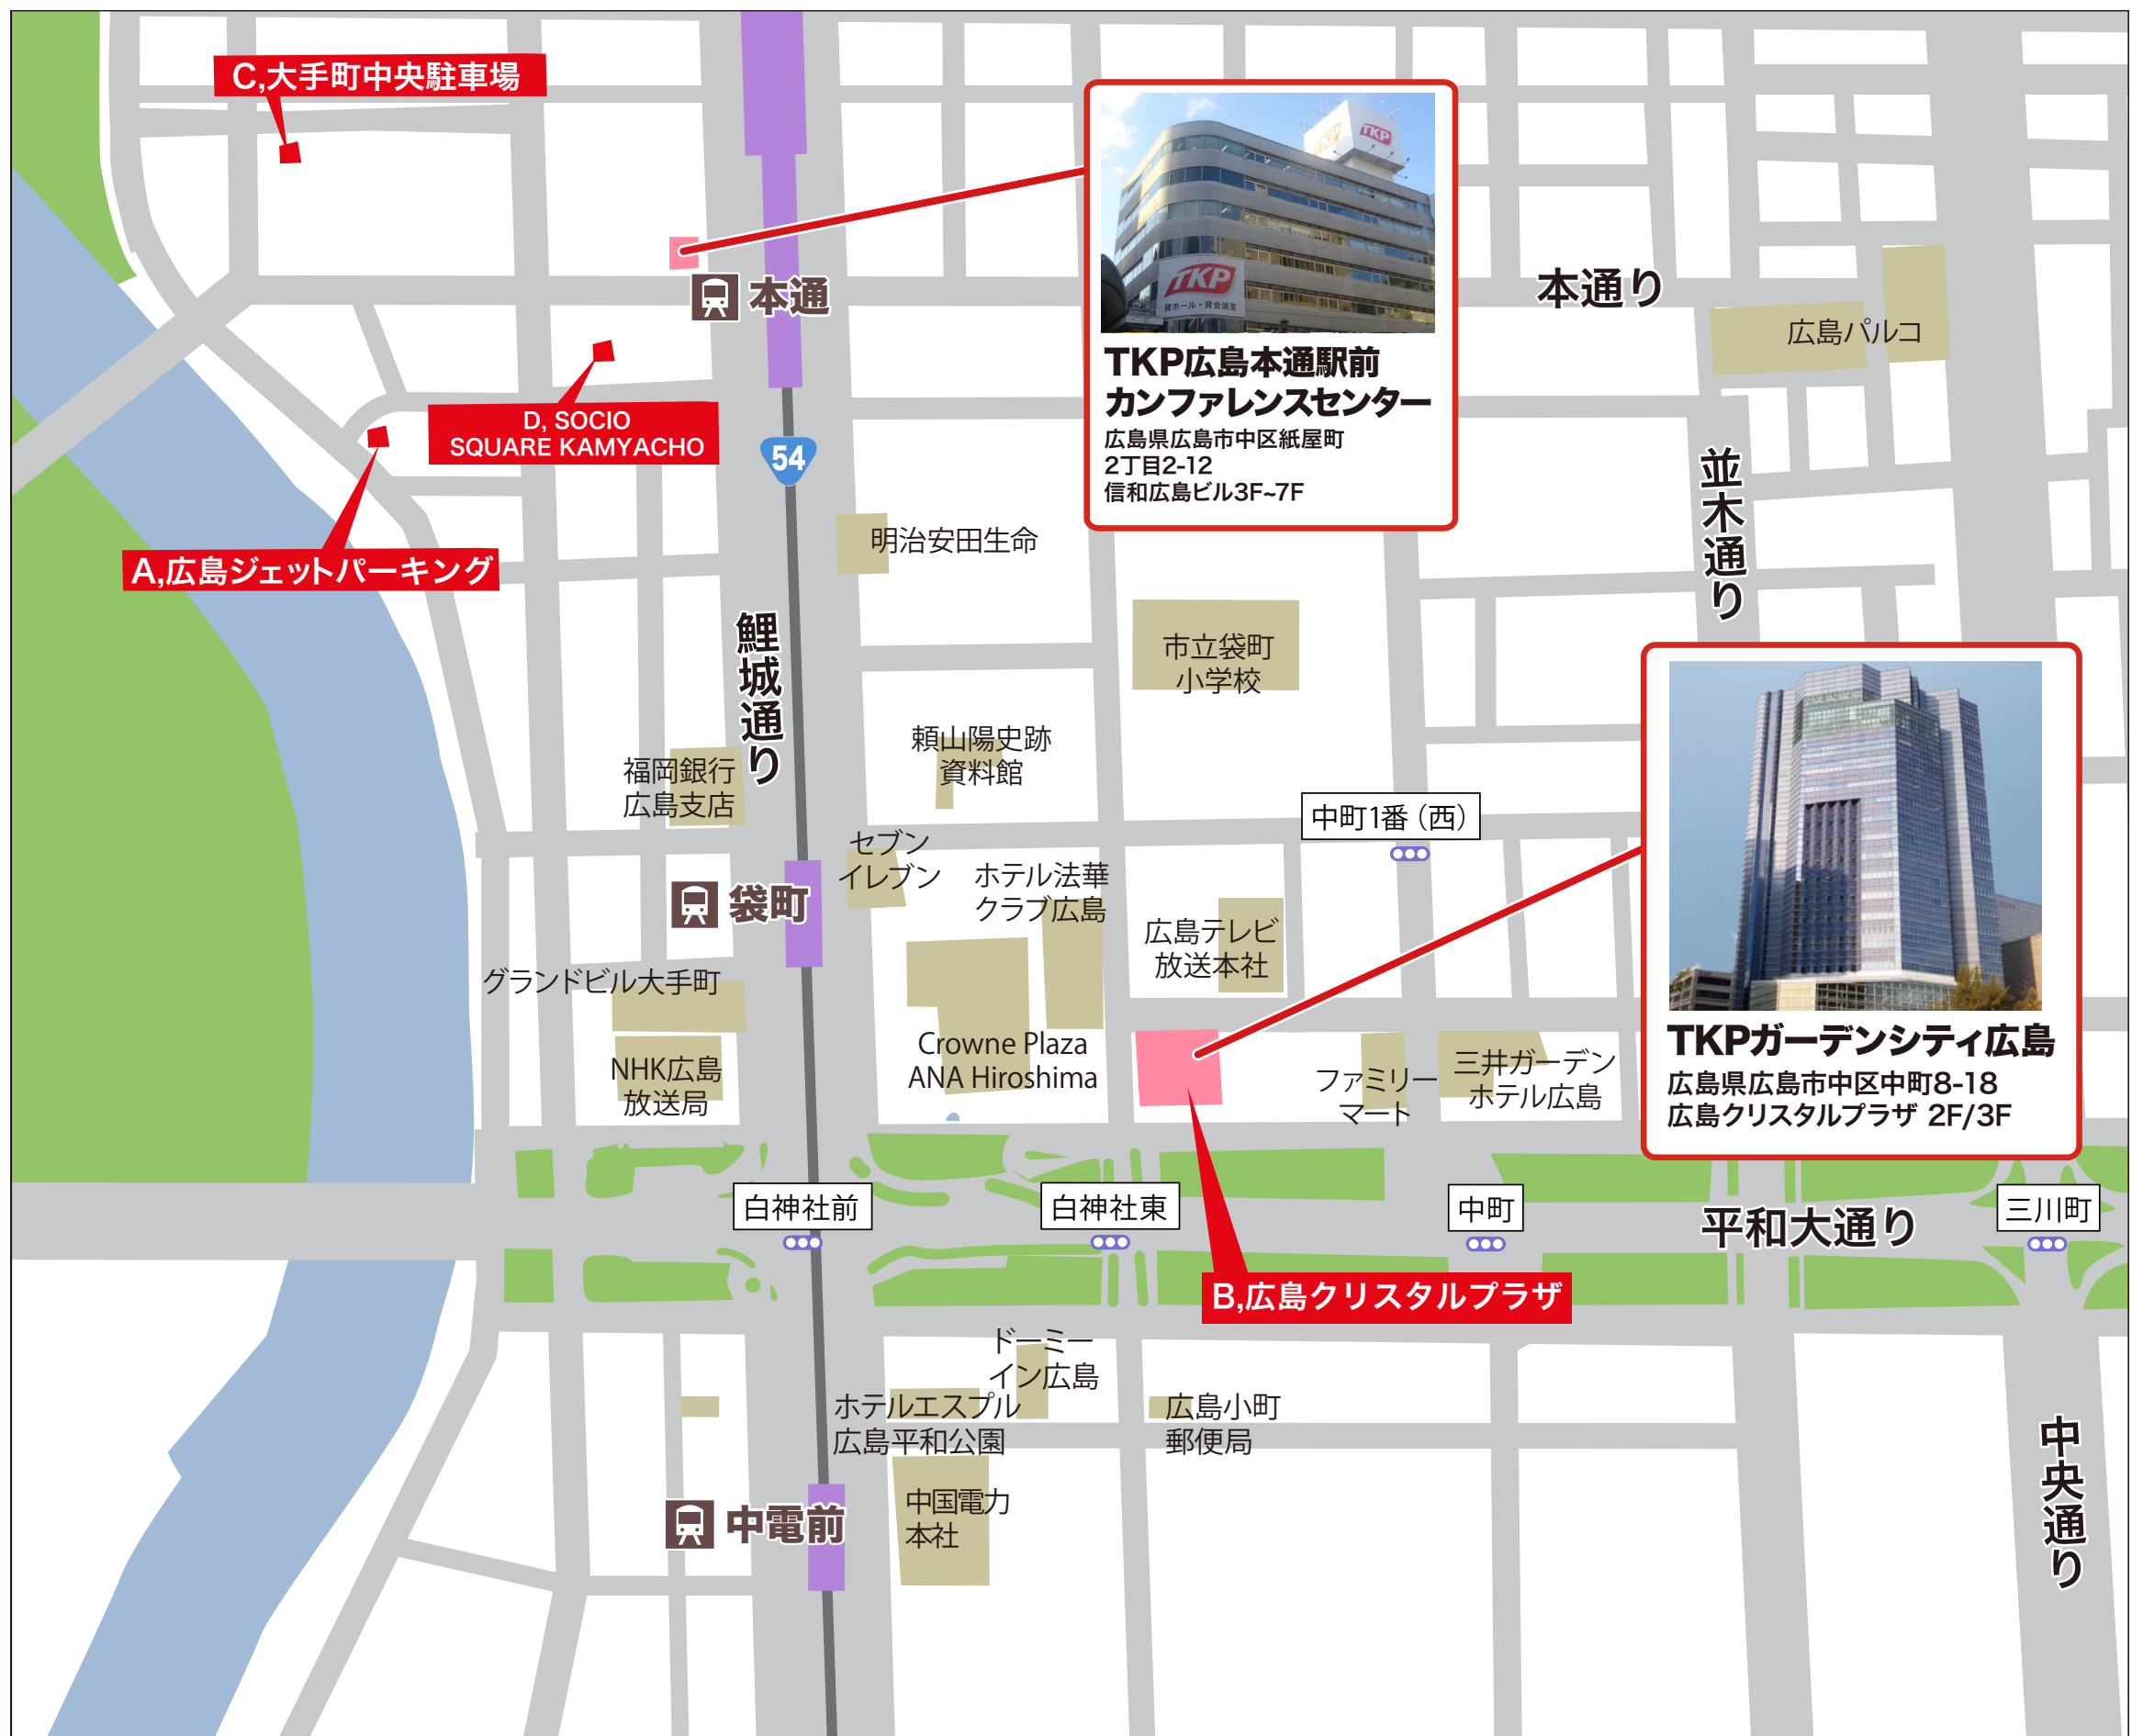 C,大手町中央駐車場
TKP
TKP
TKP
貸ホール・貸会議室
本通
本通り
広島パルコ
TKP広島本通駅前
カンファレンスセンター
広島県広島市中区紙屋町
2丁目2-12
信和広島ビル3F~7F
D, SOCIO
SQUARE KAMYACHO
54
並木通り
明治安田生命
A,広島ジェットパーキング
鯉城通り
市立袋町
小学校
頼山陽史跡
資料館
福岡銀行
広島支店
中町1番（西）
セブン
イレブン
ホテル法華
クラブ広島
袋町
広島テレビ
放送本社
グランドビル大手町
Crowne Plaza
ANA Hiroshima
NHK広島
放送局
ファミリー
マート
三井ガーデン
ホテル広島
TKPガーデンシティ広島
広島県広島市中区中町8-18
広島クリスタルプラザ 2F/3F
白神社前
白神社東
中町
平和大通り
三川町
B,広島クリスタルプラザ
ドーミー
イン広島
ホテルエスプル
広島平和公園
広島小町
郵便局
中央通り
中電前
中国電力
本社